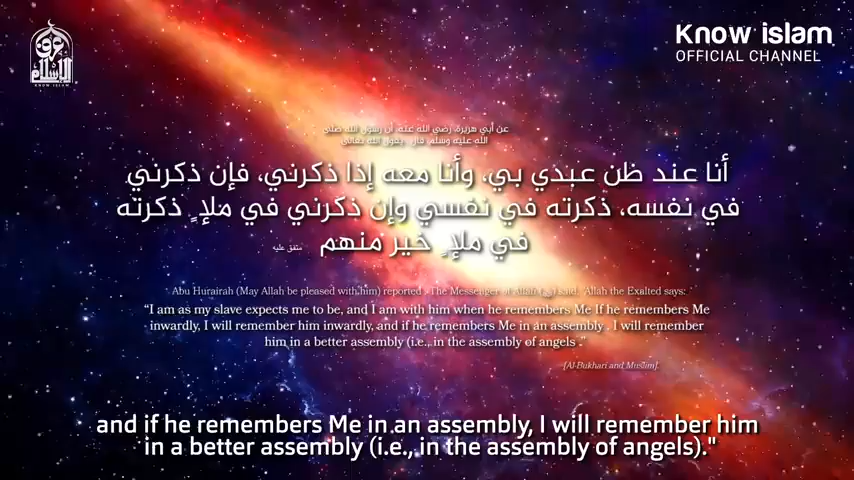 عرف الإسلام
KNOW ISLAM
Know islam
OFFICIAL CHANNEL
عن أبي هريرة، رضي الله عنه، أن رسول الله صلى
الله عليه وسلم، قال: يقول الله تعالى
أنا عند ظن عبدي بي، وأنا معه إذا ذكرني، فإن ذكرني
في نفسه، ذكرته في نفسي وإن ذكرني في ملإٍ ذكرته
في ملإٍ خير منهم متفق عليه
Abu Hurairah (May Allah be pleased with him) reported : The Messenger of Allah (ﷺ) said: "Allah the Exalted says:
"I am as my slave expects me to be, and I am with him when he remembers Me If he remembers Me
inwardly, I will remember him inwardly, and if he remembers Me in an assembly , I will remember
him in a better assembly (i.e., in the assembly of angels ."
[Al-Bukhari and Muslim].
and if he remembers Me in an assembly, I will remember him
in a better assembly (i.e., in the assembly of angels)."